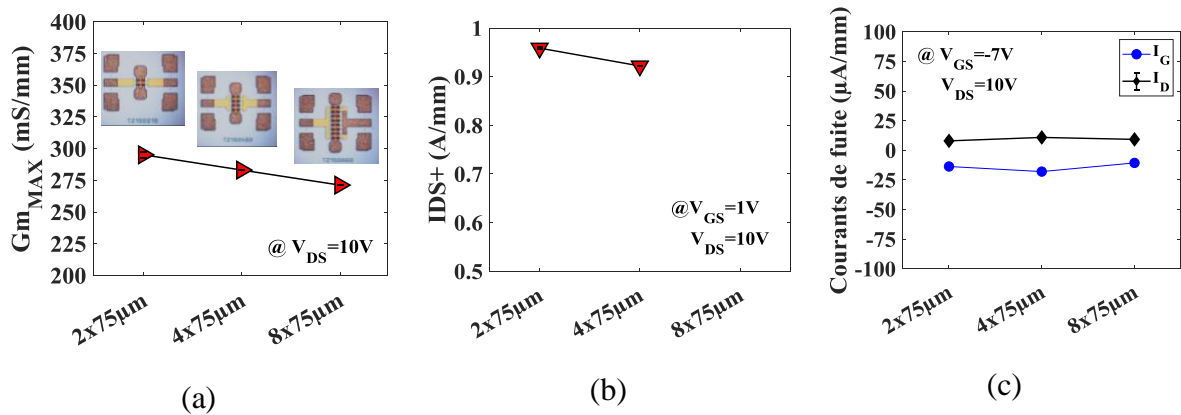 400
375
350
325
300
275
250
225
200
Gm_MAX (mS/mm)
@ V_DS=10V
2x75µm
4x75µm
8x75µm
(a)
1
0.9
0.8
0.7
0.6
0.5
IDS+ (A/mm)
@V_GS=1V
V_DS=10V
2x75µm
4x75µm
8x75µm
(b)
100
75
50
25
0
-25
-50
-75
-100
Courants de fuite (µA/mm)
@ V_GS=-7V
V_DS=10V
I_G
I_D
2x75µm
4x75µm
8x75µm
(c)